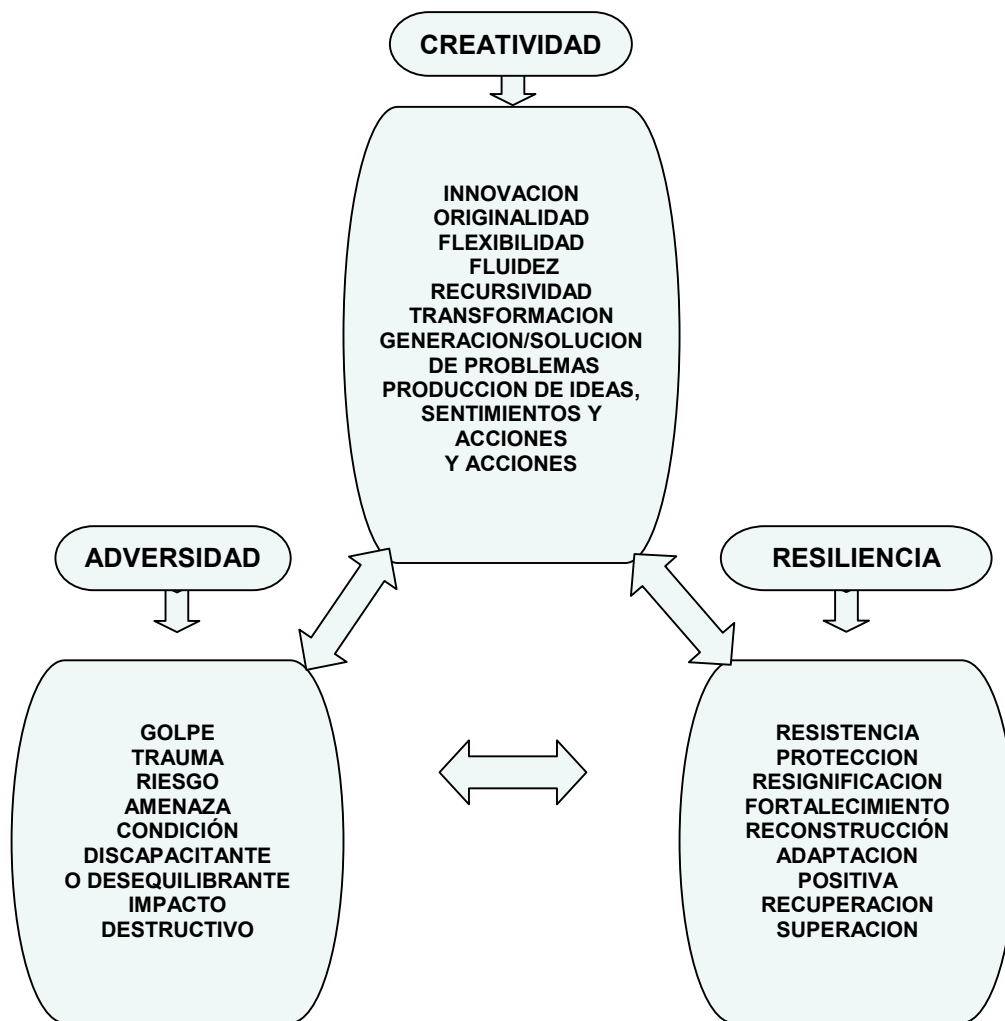 CREATIVIDAD
INNOVACION
ORIGINALIDAD
FLEXIBILIDAD
FLUIDEZ
RECURSIVIDAD
TRANSFORMACION
GENERACION/SOLUCION
DE PROBLEMAS
PRODUCCION DE IDEAS,
SENTIMIENTOS Y
ACCIONES
Y ACCIONES
ADVERSIDAD
GOLPE
TRAUMA
RIESGO
AMENAZA
CONDICIÓN
DISCAPACITANTE
O DESEQUILIBRANTE
IMPACTO
DESTRUCTIVO
RESILIENCIA
RESISTENCIA
PROTECCION
RESIGNIFICACION
FORTALECIMIENTO
RECONSTRUCCIÓN
ADAPTACION
POSITIVA
RECUPERACION
SUPERACION